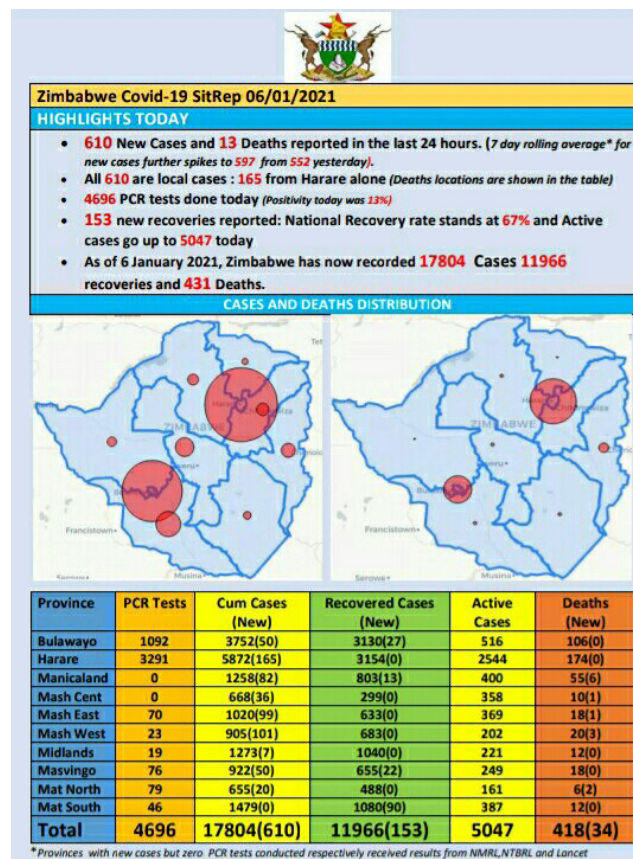 Zimbabwe Covid-19 SitRep 06/01/2021
HIGHLIGHTS TODAY
• 610 New Cases and 13 Deaths reported in the last 24 hours. (7 day rolling average* for
new cases further spikes to 597 from 552 yesterday).
• All 610 are local cases : 165 from Harare alone (Deaths locations are shown in the table)
• 4696 PCR tests done today (Positivity today was 13%)
• 153 new recoveries reported: National Recovery rate stands at 67% and Active
cases go up to 5047 today
• As of 6 January 2021, Zimbabwe has now recorded 17804 Cases 11966
recoveries and 431 Deaths.
CASES AND DEATHS DISTRIBUTION
ZIMBABWE
Francistown
Musina
Francistown
Musina
Province PCR Tests Cum Cases (New) Recovered Cases (New) Active Cases Deaths (New)
Bulawayo 1092 3752(50) 3130(27) 516 106(0)
Harare 3291 5872(165) 3154(0) 2544 174(0)
Manicaland 0 1258(82) 803(13) 400 55(6)
Mash Cent 0 668(36) 299(0) 358 10(1)
Mash East 70 1020(99) 633(0) 369 18(1)
Mash West 23 905(101) 683(0) 202 20(3)
Midlands 19 1273(7) 1040(0) 221 12(0)
Masvingo 76 922(50) 655(22) 249 18(0)
Mat North 79 655(20) 488(0) 161 6(2)
Mat South 46 1479(0) 1080(90) 387 12(0)
Total 4696 17804(610) 11966(153) 5047 418(34)
*Provinces with new cases but zero PCR tests conducted respectively received results from NMRL,NTBRL and Lancet